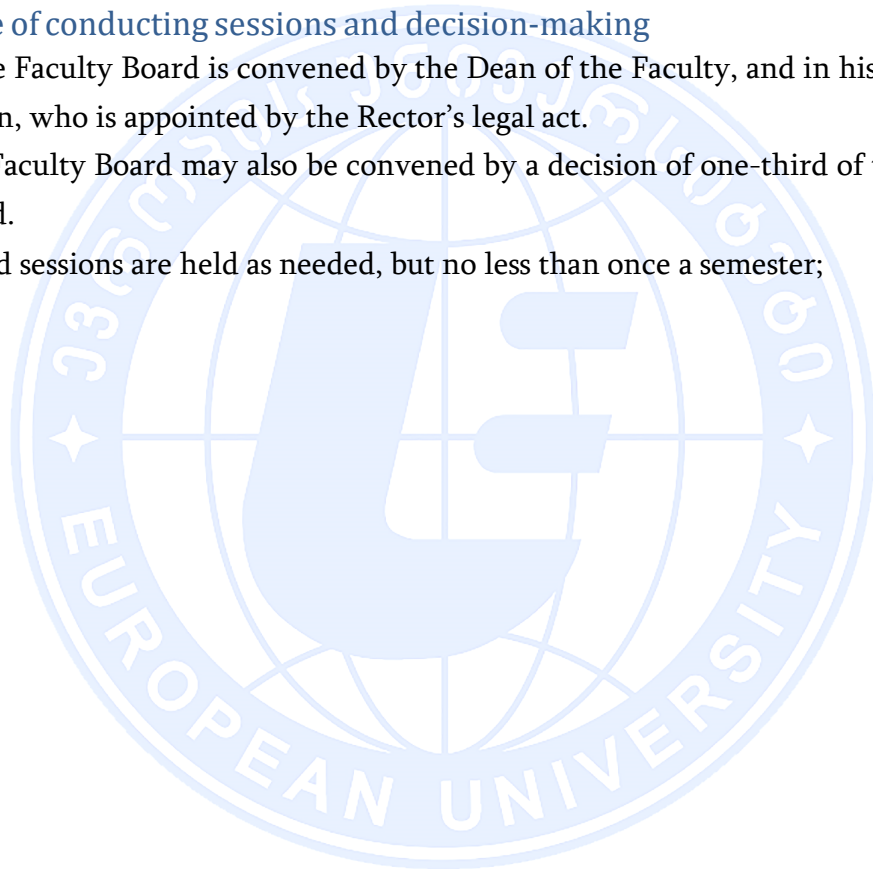 e of conducting sessions and decision-making
e Faculty Board is convened by the Dean of the Faculty, and in his
n, who is appointed by the Rector’s legal act.
Faculty Board may also be convened by a decision of one-third of
d.
d sessions are held as needed, but no less than once a semester;
ევროპის უნივერსიტეტი
EUROPEAN UNIVERSITY